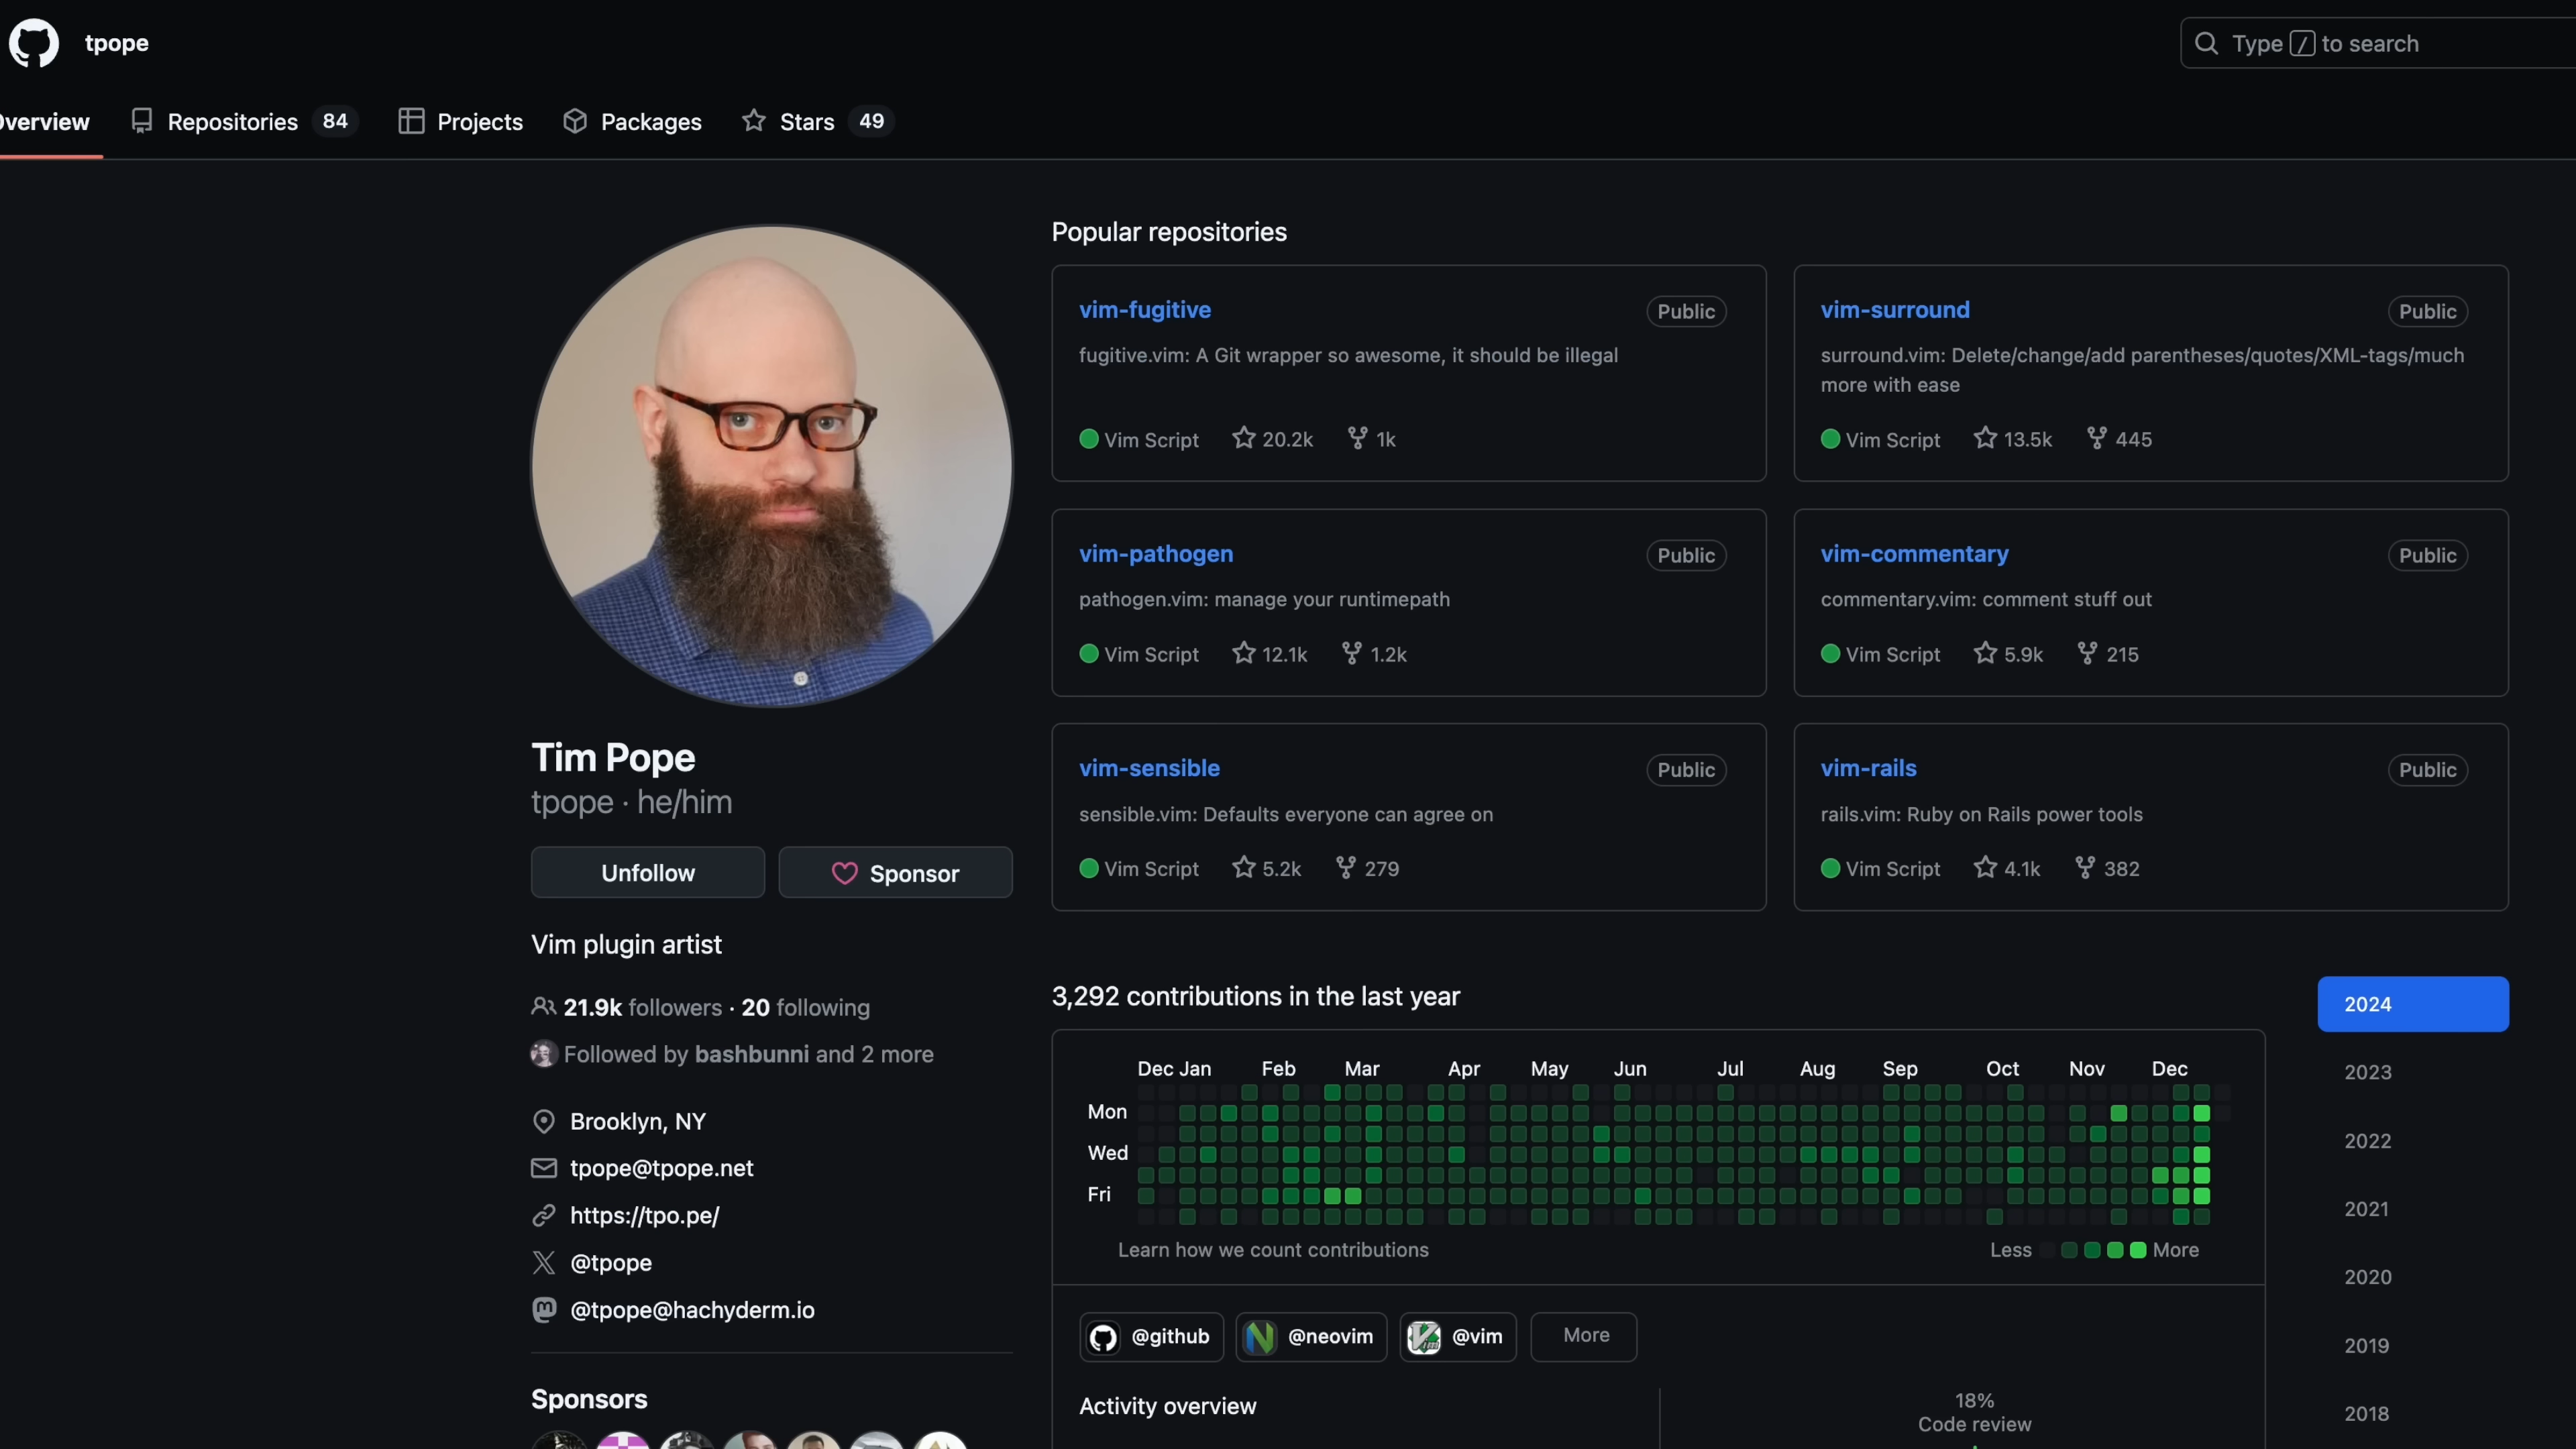 tpope
Type / to search
Overview
Repositories 84
Projects
Packages
Stars 49
Tim Pope
tpope · he/him
Unfollow
Sponsor
Vim plugin artist
21.9k followers · 20 following
Followed by bashbunni and 2 more
Brooklyn, NY
tpope@tpope.net
https://tpo.pe/
@tpope
@tpope@hachyderm.io
Sponsors
Popular repositories
vim-fugitive
Public
fugitive.vim: A Git wrapper so awesome, it should be illegal
Vim Script 20.2k 1k
vim-surround
Public
surround.vim: Delete/change/add parentheses/quotes/XML-tags/much
more with ease
Vim Script 13.5k 445
vim-pathogen
Public
pathogen.vim: manage your runtimepath
Vim Script 12.1k 1.2k
vim-commentary
Public
commentary.vim: comment stuff out
Vim Script 5.9k 215
vim-sensible
Public
sensible.vim: Defaults everyone can agree on
Vim Script 5.2k 279
vim-rails
Public
rails.vim: Ruby on Rails power tools
Vim Script 4.1k 382
3,292 contributions in the last year
Dec Jan Feb Mar Apr May Jun Jul Aug Sep Oct Nov Dec
Mon
Wed
Fri
Learn how we count contributions
Less More
@github
@neovim
@vim
More
Activity overview
18%
Code review
2024
2023
2022
2021
2020
2019
2018